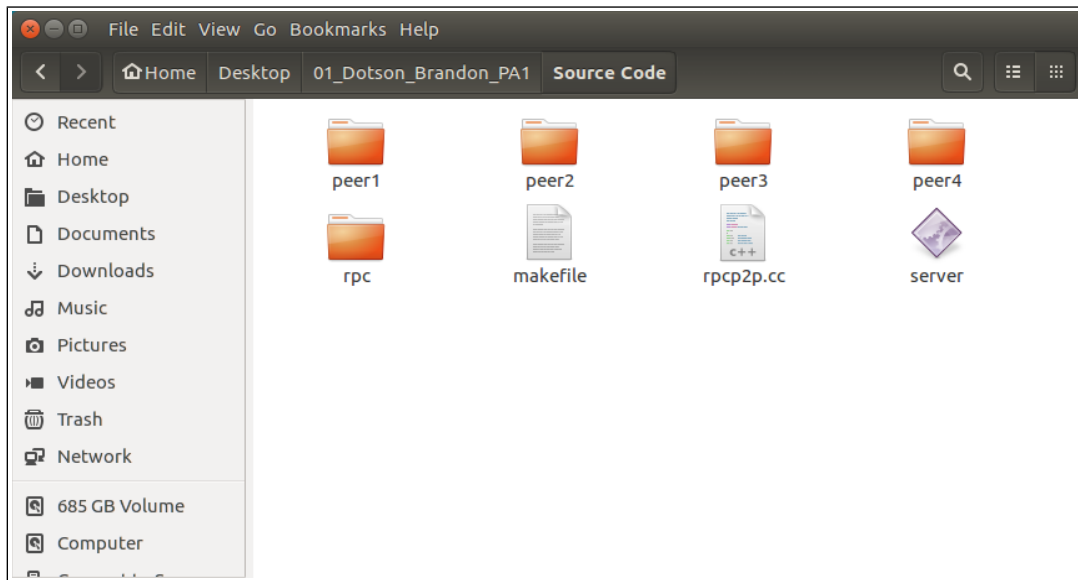 File Edit View Go Bookmarks Help
Home Desktop 01_Dotson_Brandon_PA1 Source Code
Recent
Home
Desktop
Documents
Downloads
Music
Pictures
Videos
Trash
Network
685 GB Volume
Computer
peer1 peer2 peer3 peer4
c++
rpc makefile rpcp2p.cc server